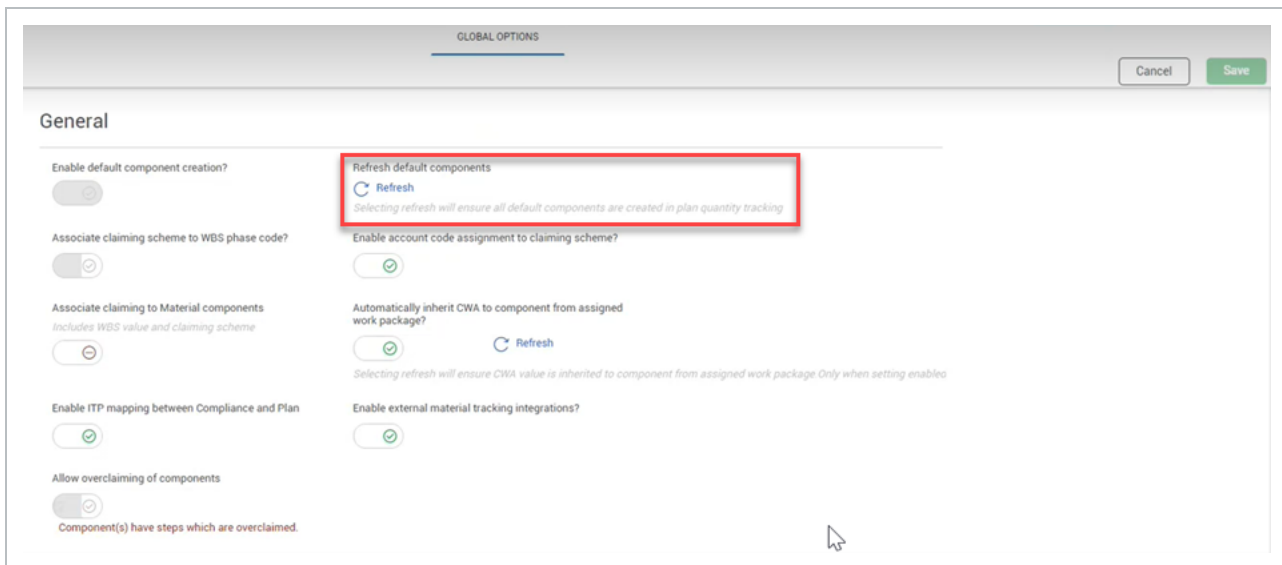 GLOBAL OPTIONS
Cancel
Save
General
Enable default component creation?
Refresh default components
Refresh
Selecting refresh will ensure all default components are created in plan quantity tracking
Associate claiming scheme to WBS phase code?
Enable account code assignment to claiming scheme?
Associate claiming to Material components
Includes WBS value and claiming scheme
Automatically inherit CWA to component from assigned
work package?
Refresh
Selecting refresh will ensure CWA value is inherited to component from assigned work package Only when setting enabled
Enable ITP mapping between Compliance and Plan
Enable external material tracking integrations?
Allow overclaiming of components
Component(s) have steps which are overclaimed.